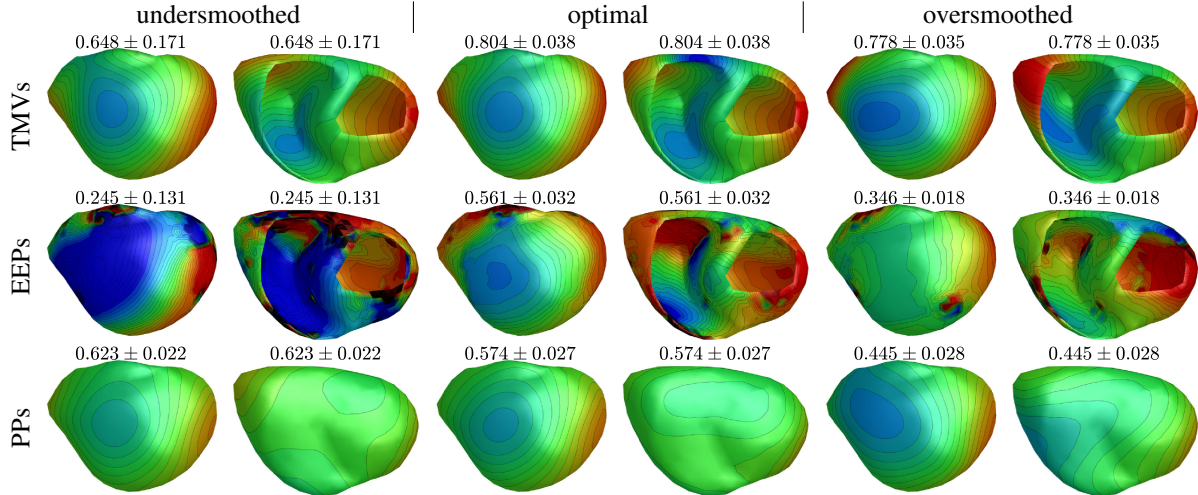 undersmoothed optimal oversmoothed
0.648 ± 0.171 0.648 ± 0.171 0.804 ± 0.038 0.804 ± 0.038 0.778 ± 0.035 0.778 ± 0.035
TMVs
0.245 ± 0.131 0.245 ± 0.131 0.561 ± 0.032 0.561 ± 0.032 0.346 ± 0.018 0.346 ± 0.018
EEPs
0.623 ± 0.022 0.623 ± 0.022 0.574 ± 0.027 0.574 ± 0.027 0.445 ± 0.028 0.445 ± 0.028
PPs